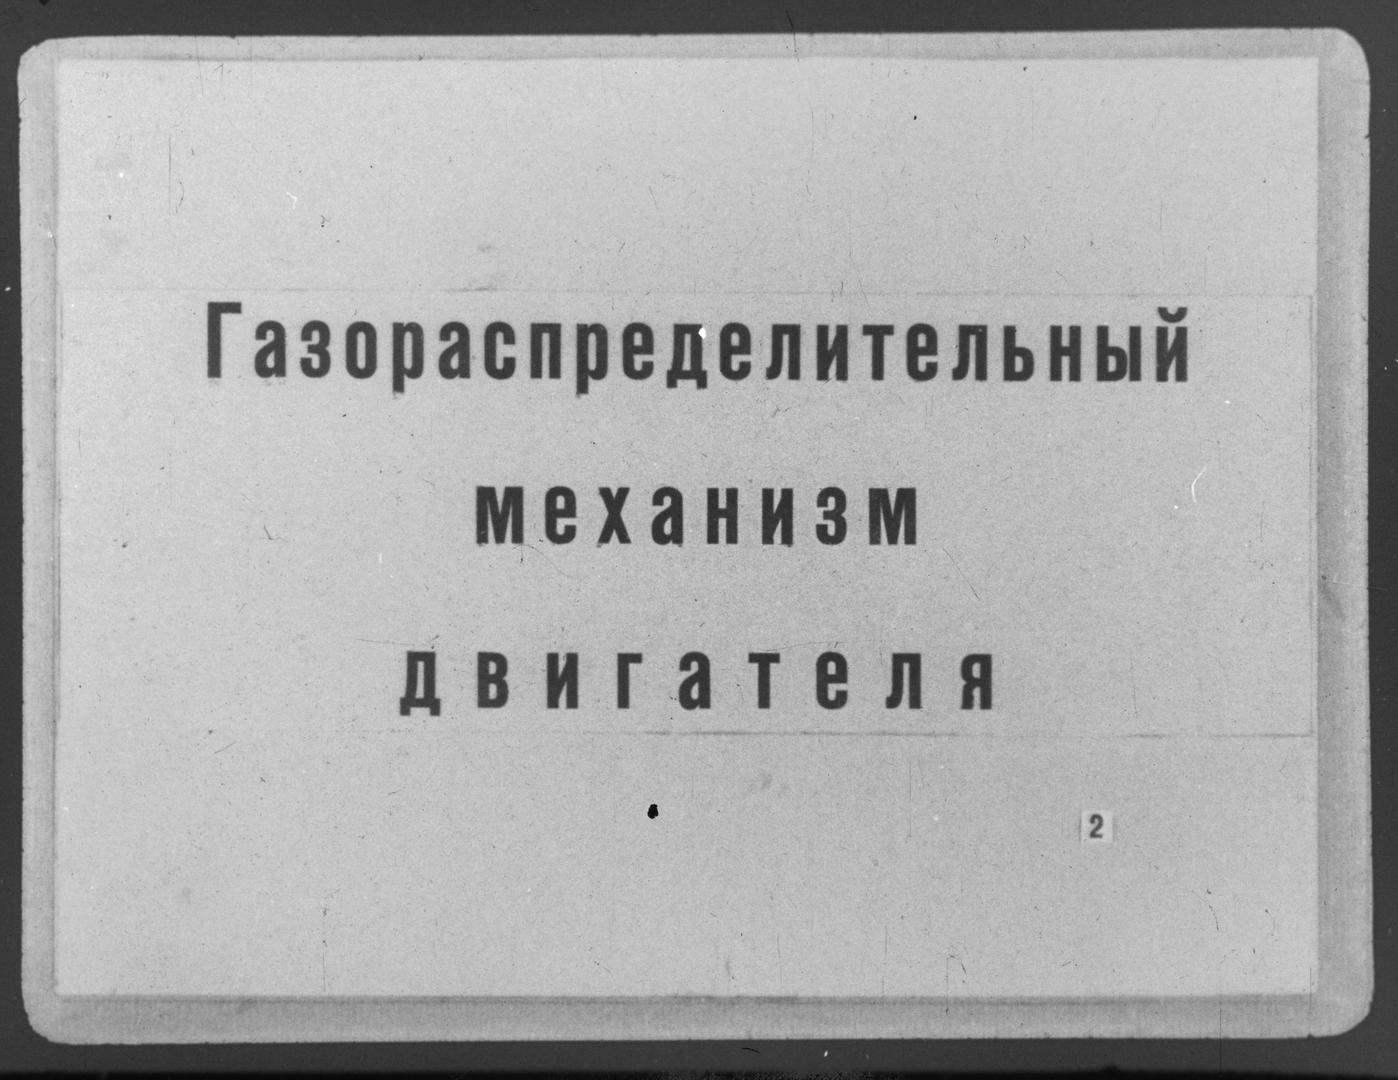 Газораспределительный
механизм
двигателя
2